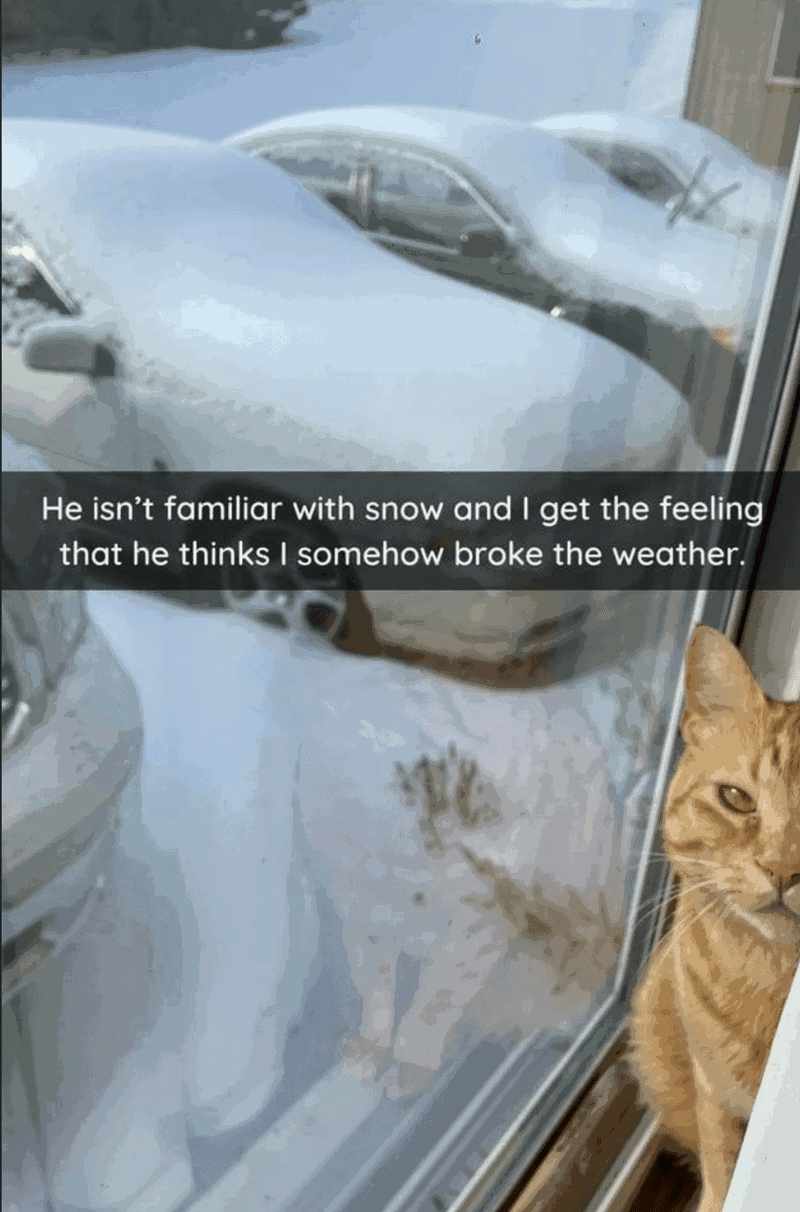 He isn't familiar with snow and I get the feeling
that he thinks I somehow broke the weather.